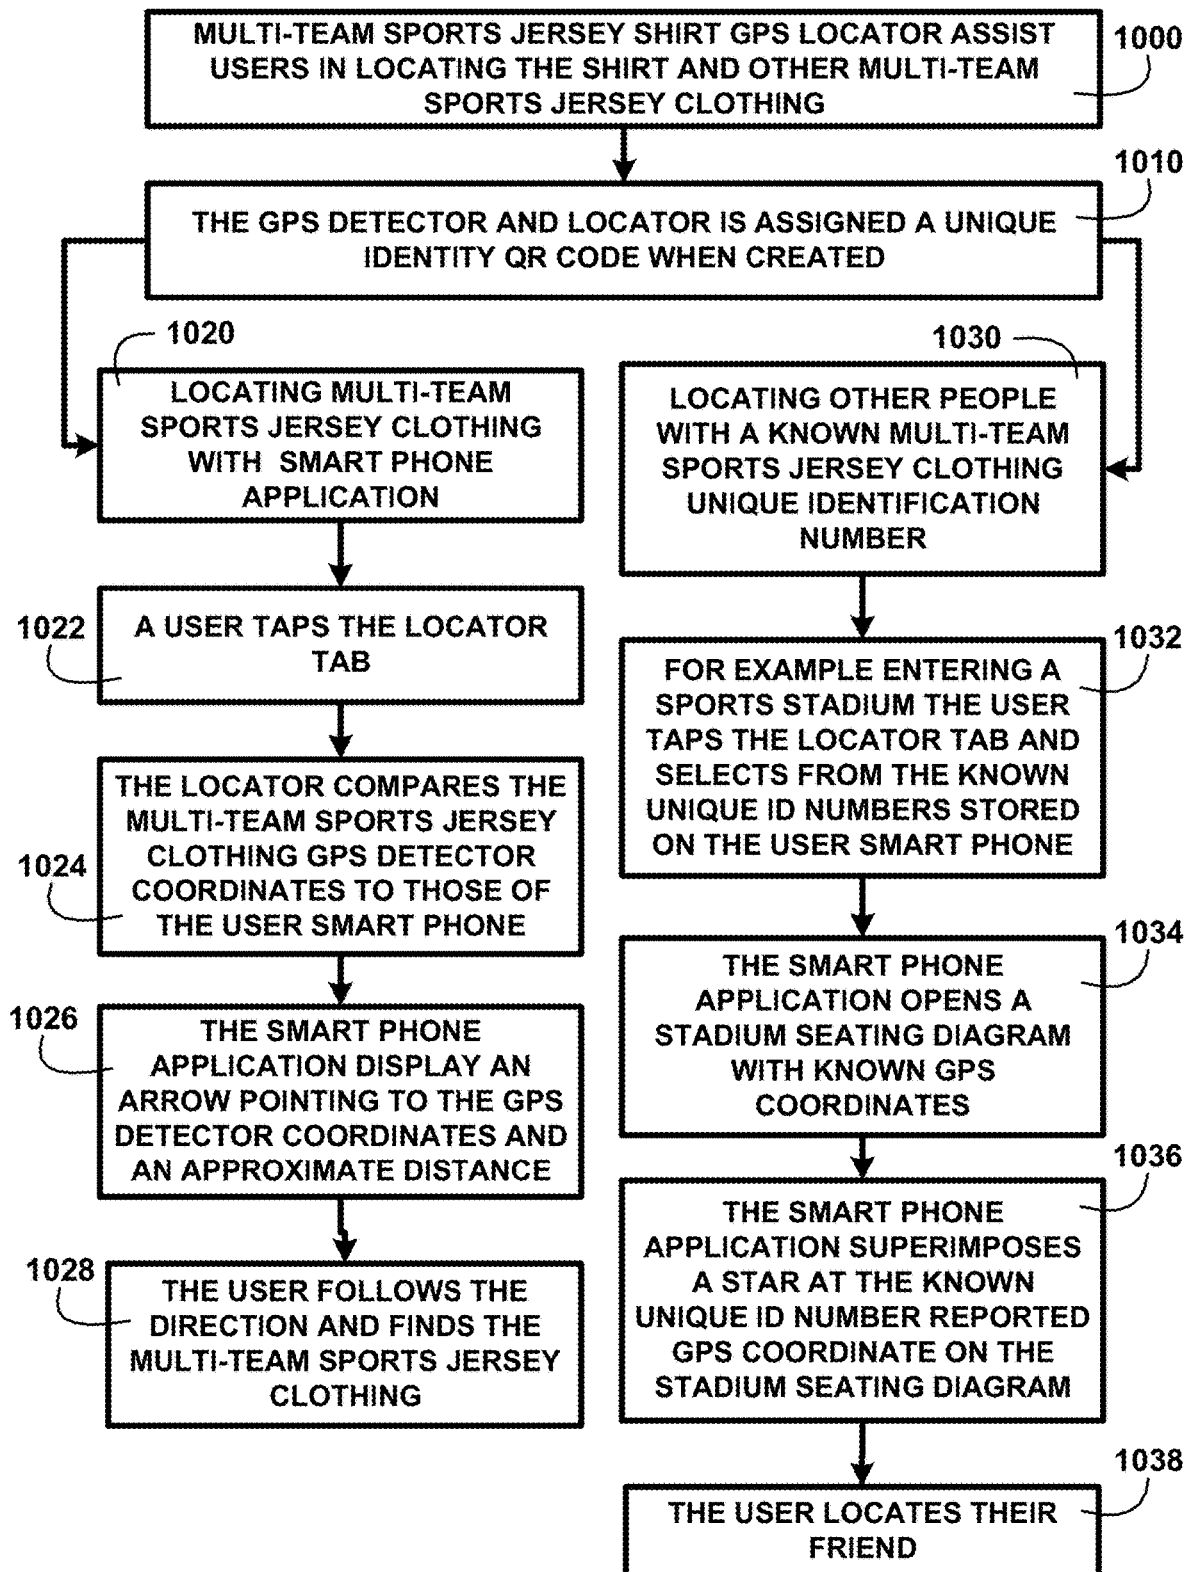 MULTI-TEAM SPORTS JERSEY SHIRT GPS LOCATOR ASSIST
USERS IN LOCATING THE SHIRT AND OTHER MULTI-TEAM
SPORTS JERSEY CLOTHING
1000
THE GPS DETECTOR AND LOCATOR IS ASSIGNED A UNIQUE
IDENTITY QR CODE WHEN CREATED
1010
1020
LOCATING MULTI-TEAM
SPORTS JERSEY CLOTHING
WITH SMART PHONE
APPLICATION
1022
A USER TAPS THE LOCATOR
TAB
1024
THE LOCATOR COMPARES THE
MULTI-TEAM SPORTS JERSEY
CLOTHING GPS DETECTOR
COORDINATES TO THOSE OF
THE USER SMART PHONE
1026
THE SMART PHONE
APPLICATION DISPLAY AN
ARROW POINTING TO THE GPS
DETECTOR COORDINATES AND
AN APPROXIMATE DISTANCE
1028
THE USER FOLLOWS THE
DIRECTION AND FINDS THE
MULTI-TEAM SPORTS JERSEY
CLOTHING
1030
LOCATING OTHER PEOPLE
WITH A KNOWN MULTI-TEAM
SPORTS JERSEY CLOTHING
UNIQUE IDENTIFICATION
NUMBER
1032
FOR EXAMPLE ENTERING A
SPORTS STADIUM THE USER
TAPS THE LOCATOR TAB AND
SELECTS FROM THE KNOWN
UNIQUE ID NUMBERS STORED
ON THE USER SMART PHONE
1034
THE SMART PHONE
APPLICATION OPENS A
STADIUM SEATING DIAGRAM
WITH KNOWN GPS
COORDINATES
1036
THE SMART PHONE
APPLICATION SUPERIMPOSES
A STAR AT THE KNOWN
UNIQUE ID NUMBER REPORTED
GPS COORDINATE ON THE
STADIUM SEATING DIAGRAM
1038
THE USER LOCATES THEIR
FRIEND